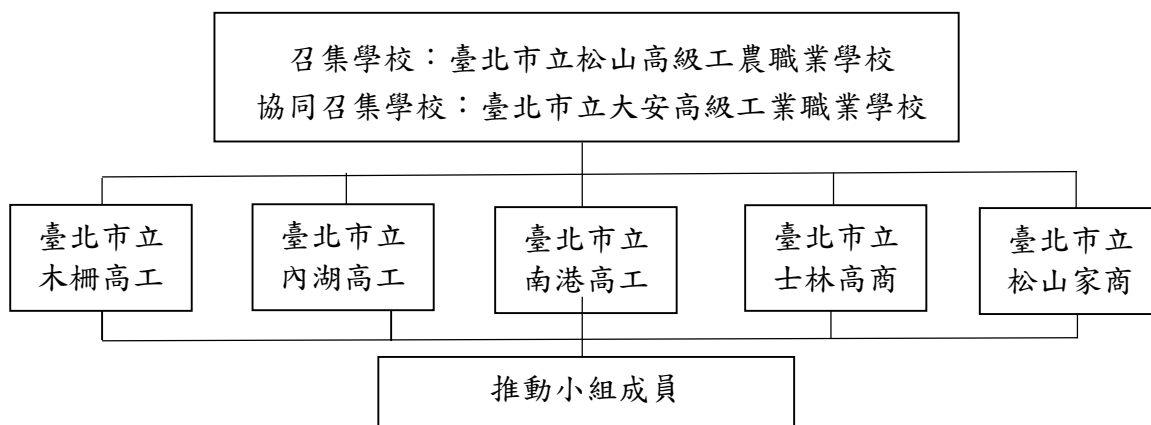 召集學校：臺北市立松山高級工農職業學校
協同召集學校：臺北市立大安高級工業職業學校
臺北市立
木柵高工
臺北市立
內湖高工
臺北市立
南港高工
臺北市立
士林高商
臺北市立
松山家商
推動小組成員